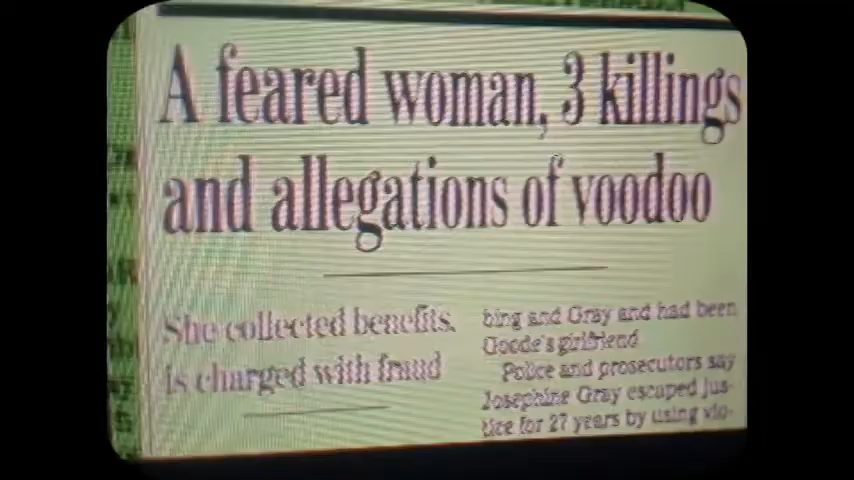 A feared woman, 3 killings
and allegations of voodoo
She collected benefits,
is charged with fraud
bing and Gray and had been
Goode's girlfriend
Police and prosecutors say
Josephine Gray escaped jus-
tice for 27 years by using vio-